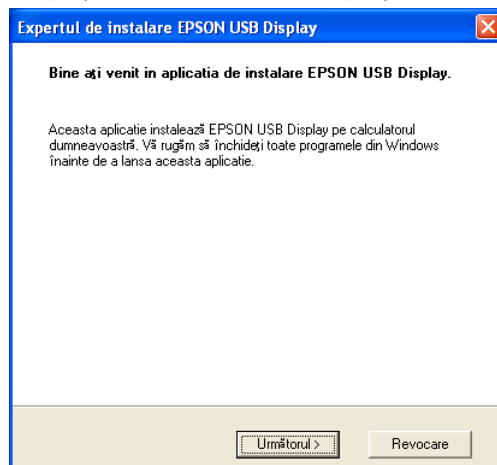 Expertul de instalare EPSON USB Display
Bine aţi venit in aplicatia de instalare EPSON USB Display.
Aceasta aplicatie instalează EPSON USB Display pe calculatorul
dumneavoastră. Vă rugăm să închideţi toate programele din Windows
înainte de a lansa aceasta aplicatie.
Următorul >
Revocare